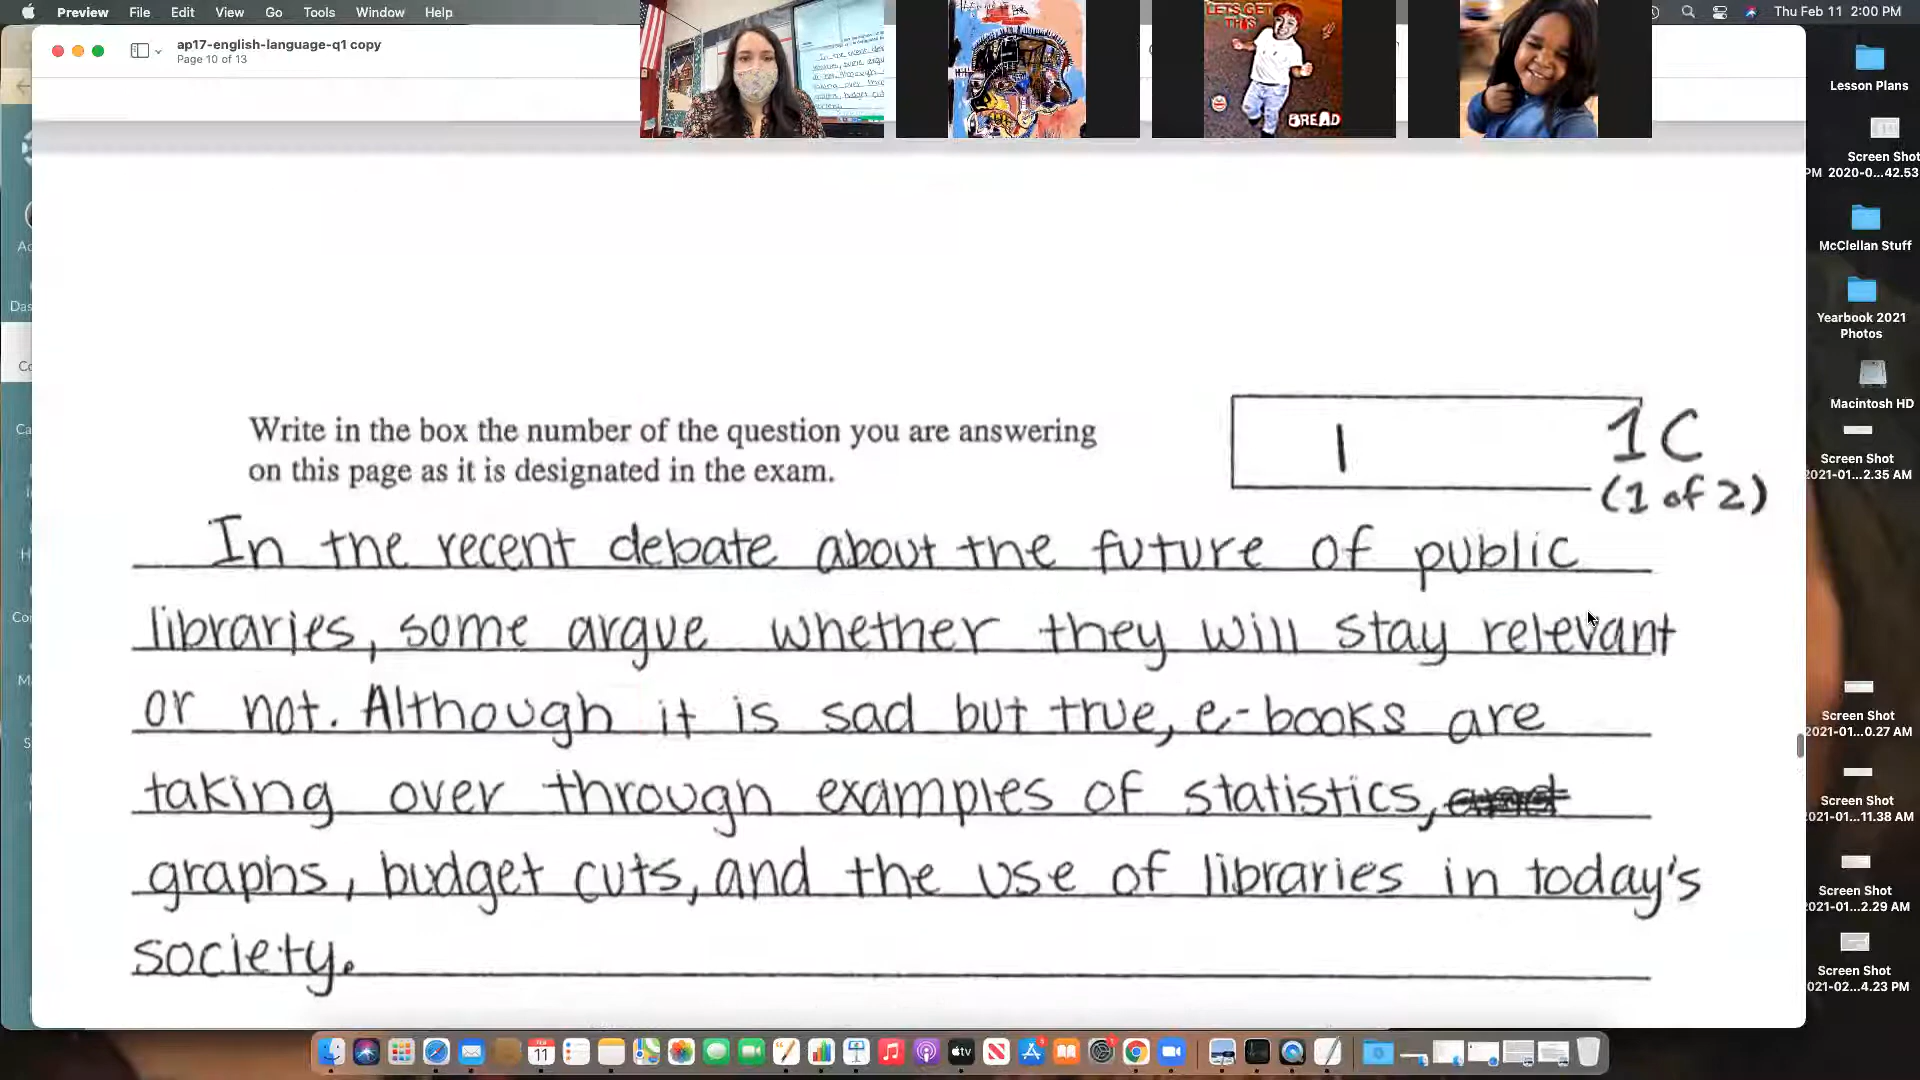 Preview File Edit View Go Tools Window Help
Thu Feb 11 2:00 PM
ap17-english-language-q1 copy
Page 10 of 13
LETS GET
THIS
BREAD
Write in the box the number of the question you are answering
on this page as it is designated in the exam.
1
1C
(1 of 2)
In the recent debate about the future of public
libraries, some argue whether they will stay relevant
or not. Although it is sad but true, e-books are
taking over through examples of statistics,
graphs, budget cuts, and the use of libraries in today's
society.
Lesson Plans
Screen Shot
PM 2020-0...42.53
McClellan Stuff
Yearbook 2021
Photos
Macintosh HD
Screen Shot
2021-01...2.35 AM
Screen Shot
2021-01...0.27 AM
Screen Shot
2021-01...11.38 AM
Screen Shot
2021-01...2.29 AM
Screen Shot
021-02...4.23 PM
11
tv